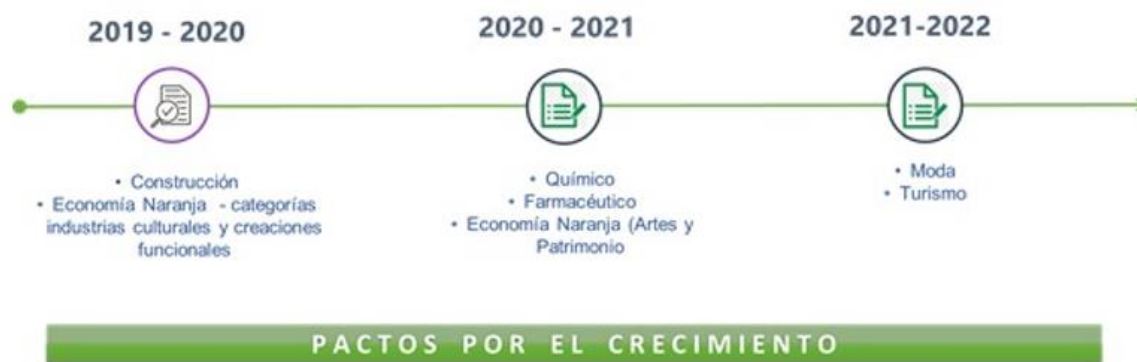 2019 - 2020
2020 - 2021
2021-2022
• Construcción
• Economía Naranja - categorías
industrias culturales y creaciones
funcionales
• Químico
• Farmacéutico
• Economía Naranja (Artes y
Patrimonio
• Moda
• Turismo
PACTOS POR EL CRECIMIENTO